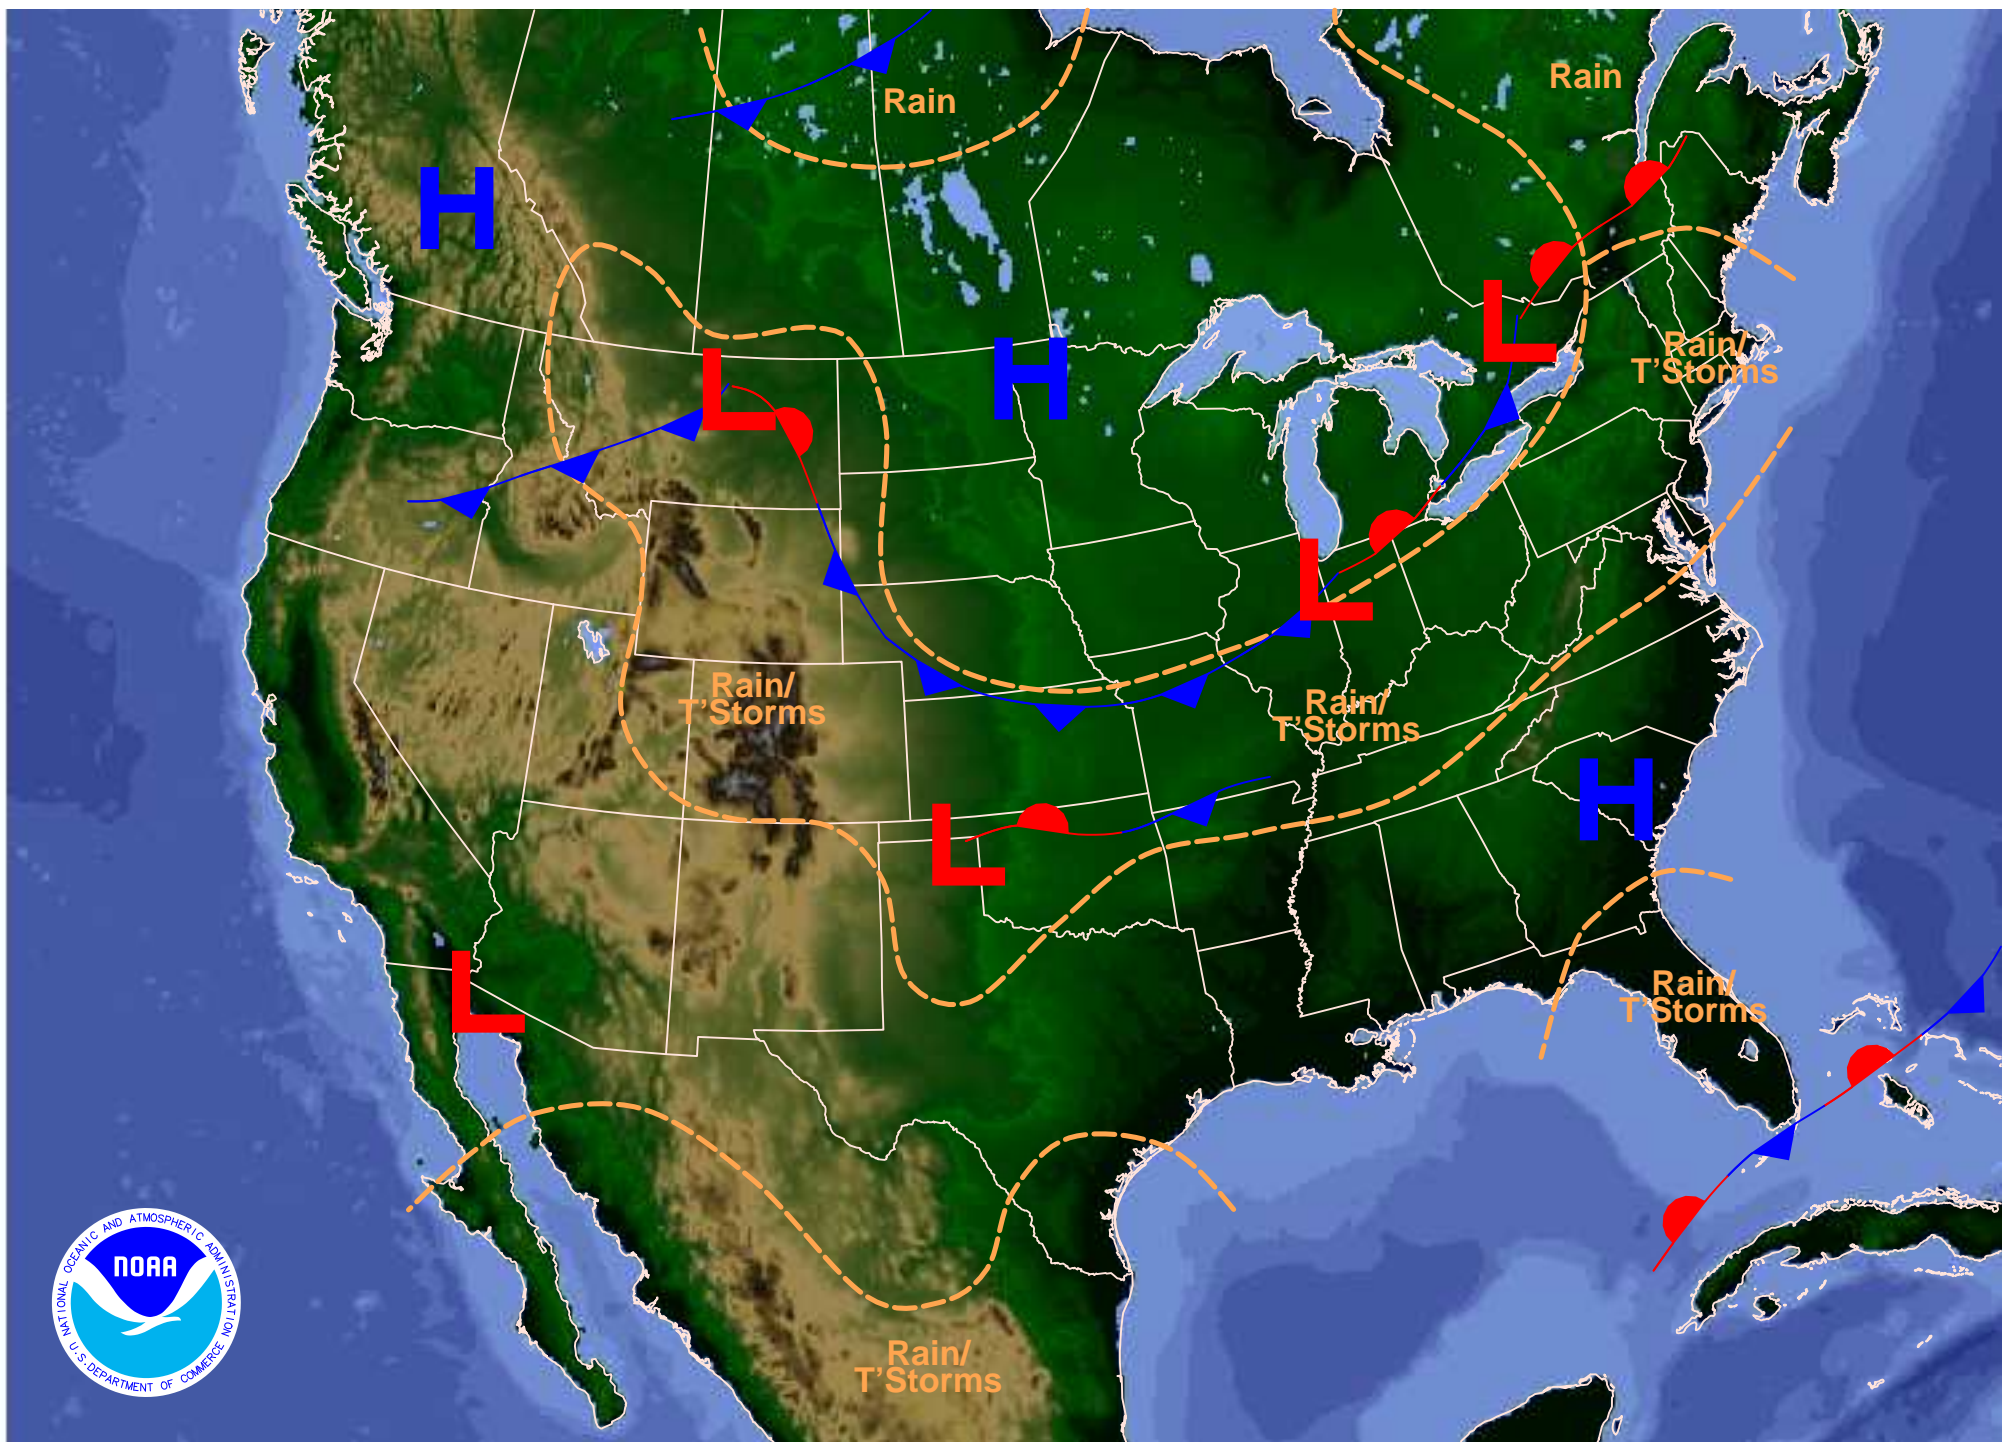 Rain
Rain
H
H
L
L
Rain/
T'Storms
L
L
Rain/
T'Storms
Rain/
T'Storms
H
L
L
Rain/
T'Storms
NATIONAL OCEANIC AND ATMOSPHERIC ADMINISTRATION
NOAA
U.S. DEPARTMENT OF COMMERCE
Rain/
T'Storms